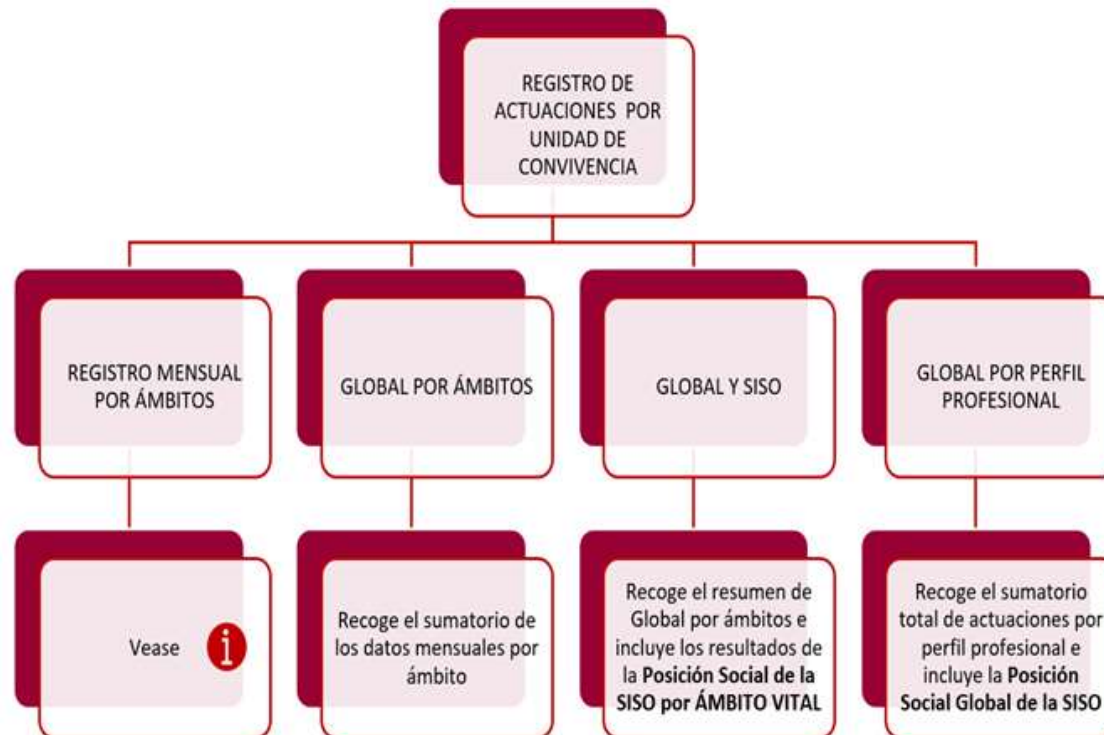 REGISTRO DE
ACTUACIONES POR
UNIDAD DE
CONVIVENCIA
REGISTRO MENSUAL
POR ÁMBITOS
GLOBAL POR ÁMBITOS
GLOBAL Y SISO
GLOBAL POR PERFIL
PROFESIONAL
Vease i
Recoge el sumatorio de
los datos mensuales por
ámbito
Recoge el resumen de
Global por ámbitos e
incluye los resultados de
la Posición Social de la
SISO por ÁMBITO VITAL
Recoge el sumatorio
total de actuaciones por
perfil profesional e
incluye la Posición
Social Global de la SISO